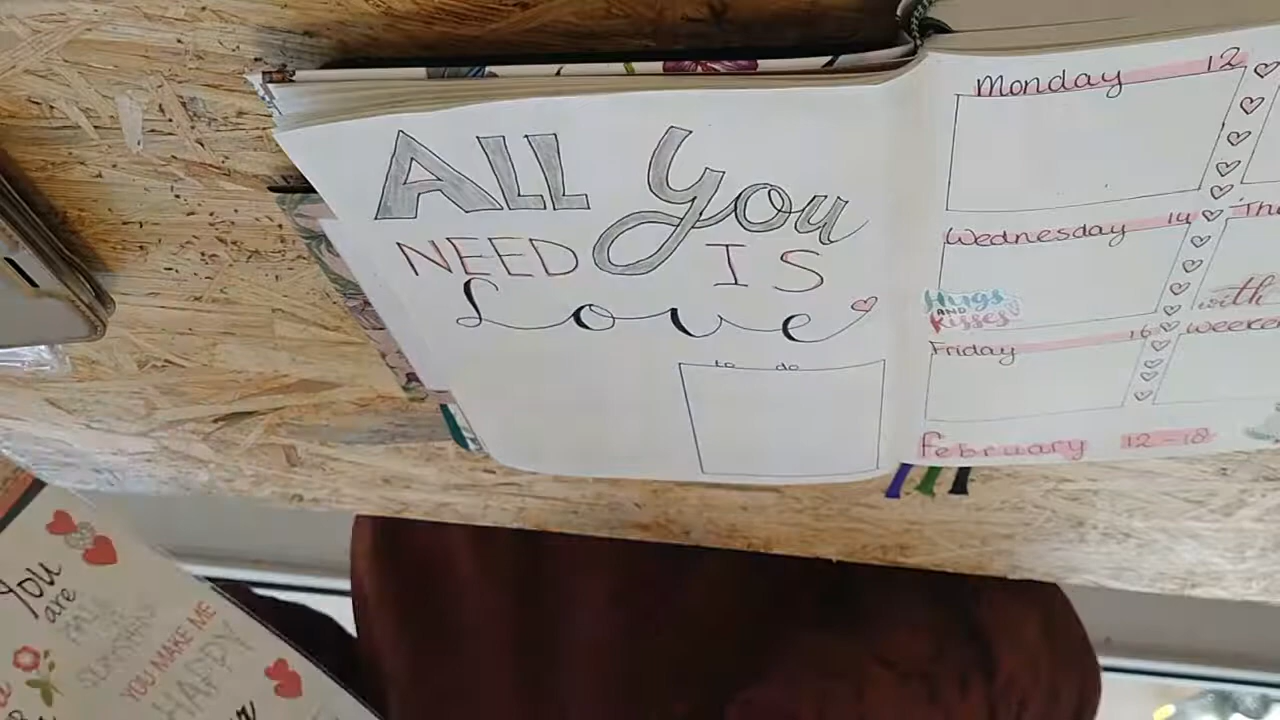 ALL You
NEED IS
Love
to do
Monday 12
Wednesday 14
HUGS
AND
Kisses
Friday 16
with
february 12-18
You
are
MY
SUNSHINE
YOU MAKE ME
HAPPY